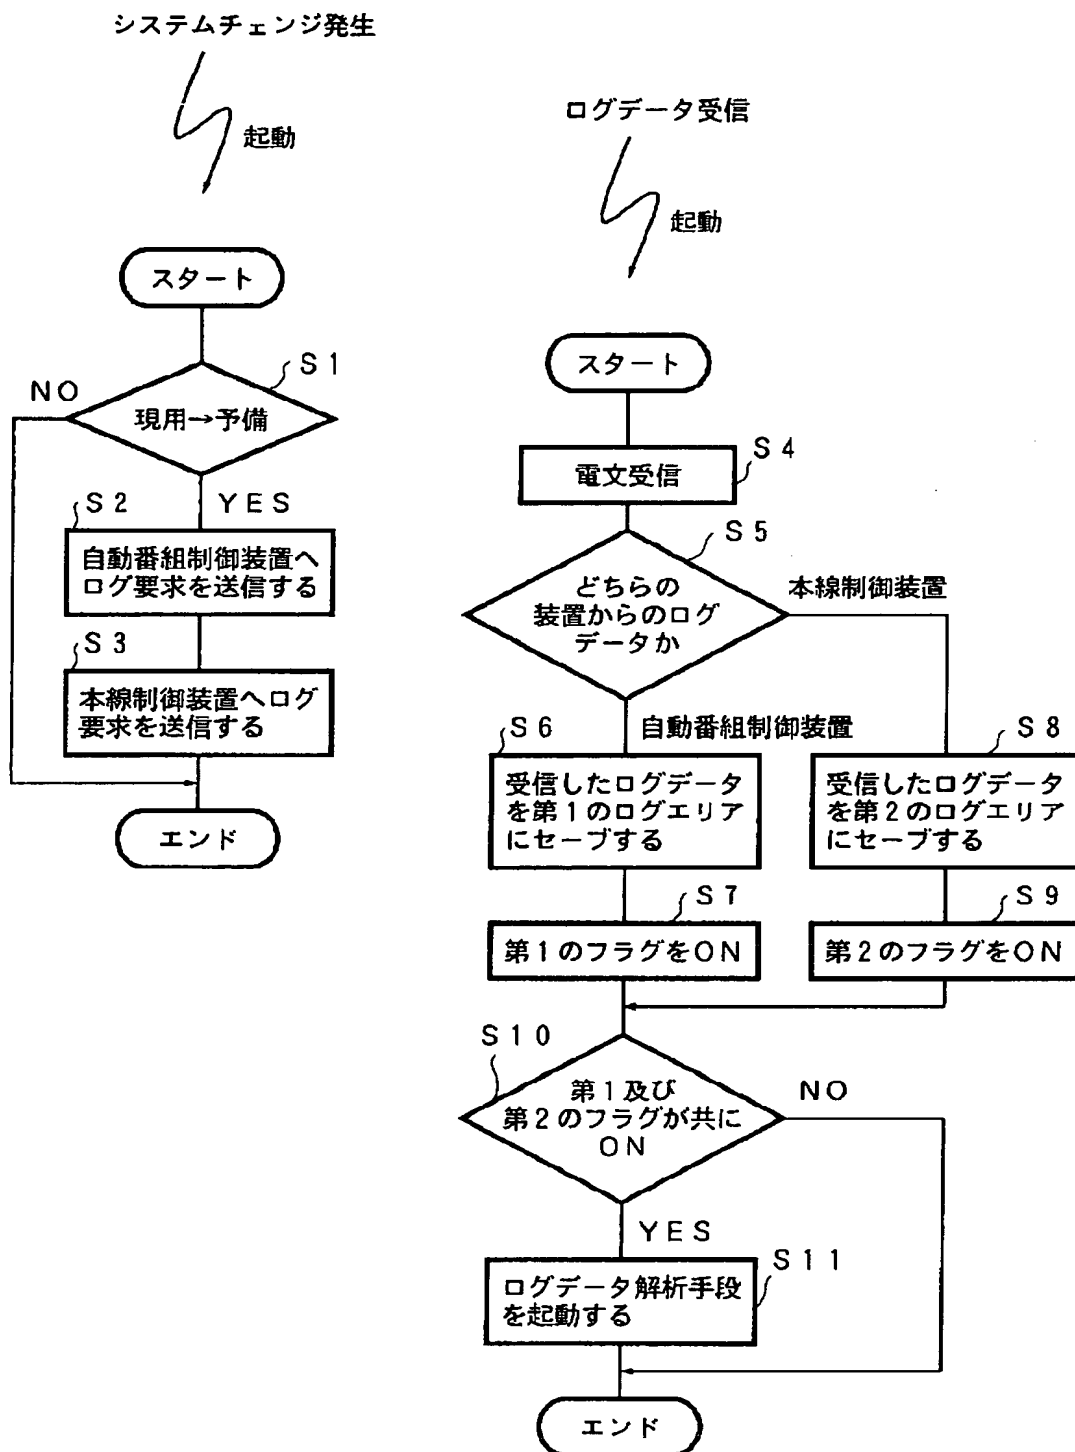 システムチェンジ発生
起動
スタート
S1
NO
現用→予備
YES
S2
自動番組制御装置へ
ログ要求を送信する
S3
本線制御装置へログ
要求を送信する
エンド
ログデータ受信
起動
スタート
S4
電文受信
S5
どちらの
装置からのログ
データか
本線制御装置
自動番組制御装置
S6
受信したログデータ
を第1のログエリア
にセーブする
S7
第1のフラグをON
S8
受信したログデータ
を第2のログエリア
にセーブする
S9
第2のフラグをON
S10
第1及び
第2のフラグが共に
ON
NO
YES
S11
ログデータ解析手段
を起動する
エンド